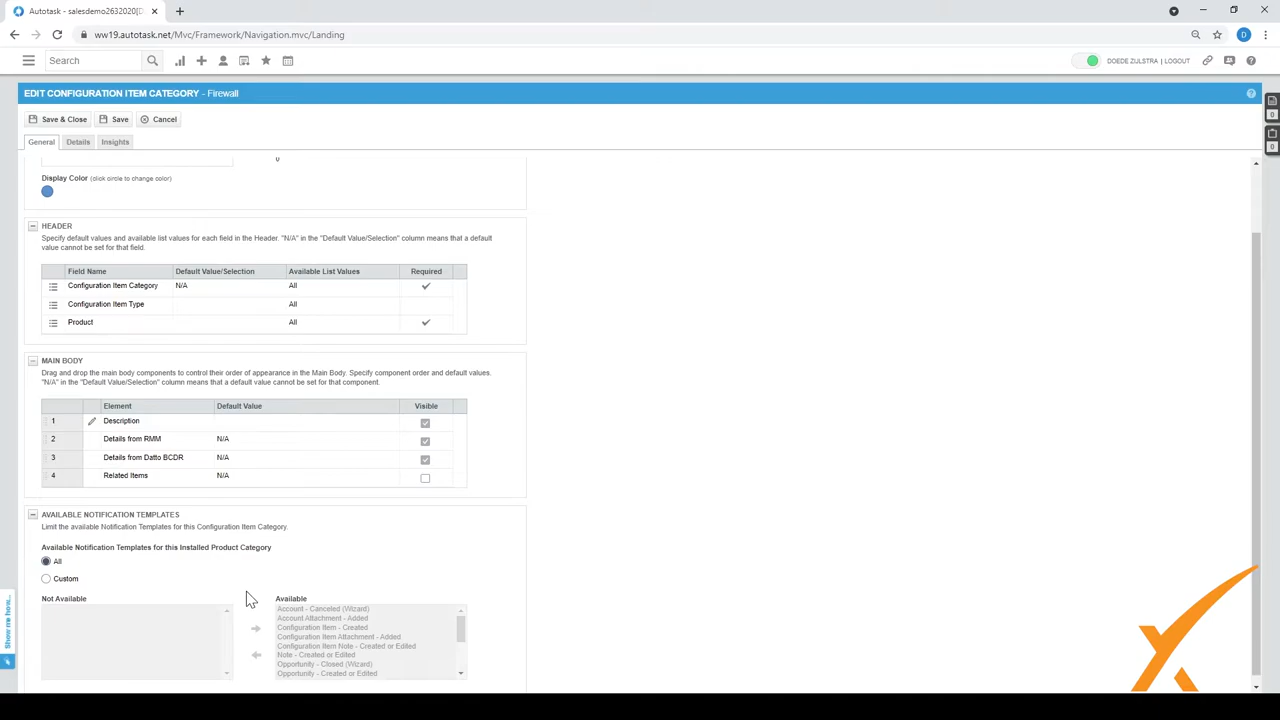 Autotask - salesdemo2632020[D
ww19.autotask.net/Mvc/Framework/Navigation.mvc/Landing
D
Search
DOEDE ZIJLSTRA | LOGOUT
EDIT CONFIGURATION ITEM CATEGORY - Firewall
Save & Close
Save
Cancel
General
Details
Insights
0
0
0
Display Color (click circle to change color)
HEADER
Specify default values and available list values for each field in the Header. "N/A" in the "Default Value/Selection" column means that a default
value cannot be set for that field.
Field Name
Default Value/Selection
Available List Values
Required
Configuration Item Category
N/A
All
Configuration Item Type
All
Product
All
MAIN BODY
Drag and drop the main body components to control their order of appearance in the Main Body. Specify component order and default values.
"N/A" in the "Default Value/Selection" column means that a default value cannot be set for that component.
Element
Default Value
Visible
1
Description
2
Details from RMM
N/A
3
Details from Datto BCDR
N/A
4
Related Items
N/A
AVAILABLE NOTIFICATION TEMPLATES
Limit the available Notification Templates for this Configuration Item Category.
Available Notification Templates for this Installed Product Category
All
Custom
Not Available
Available
Account - Canceled (Wizard)
Account Attachment - Added
Configuration Item - Created
Configuration Item Attachment - Added
Configuration Item Note - Created or Edited
Note - Created or Edited
Opportunity - Closed (Wizard)
Opportunity - Created or Edited
Show me how...